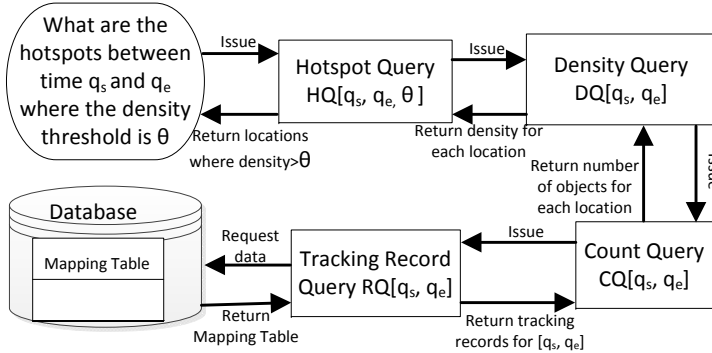 What are the
hotspots between
time qs and qe
where the density
threshold is θ
Issue
Return locations
where density>θ
Hotspot Query
HQ[qs, qe, θ ]
Issue
Return density for
each location
Density Query
DQ[qs, qe]
Issue
Return number
of objects for
each location
Count Query
CQ[qs, qe]
Issue
Return tracking
records for [qs, qe]
Tracking Record
Query RQ[qs, qe]
Request
data
Return
Mapping Table
Database
Mapping Table